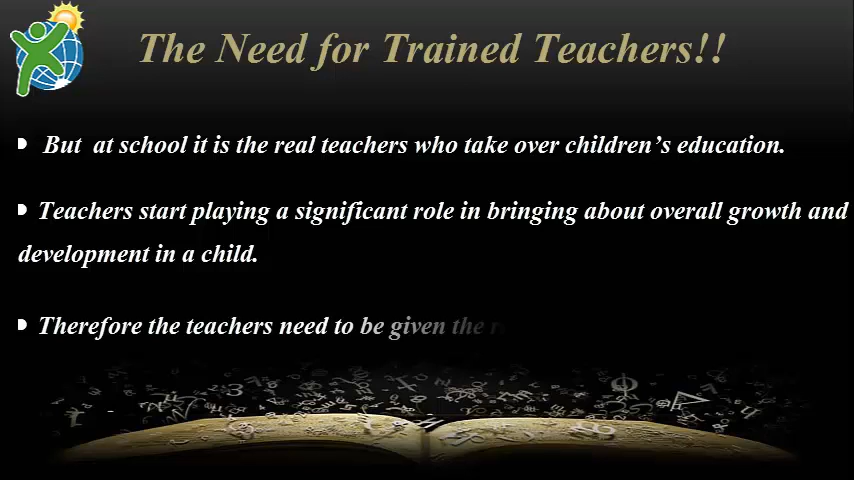 The Need for Trained Teachers!!
But at school it is the real teachers who take over children's education.
Teachers start playing a significant role in bringing about overall growth and
development in a child.
Therefore the teachers need to be given the